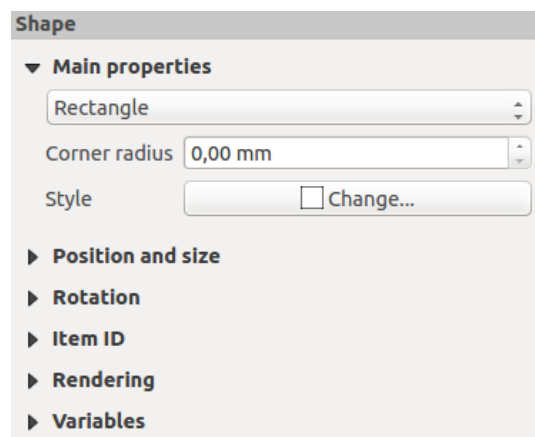 Shape
Main properties
Rectangle
Corner radius 0,00 mm
Style Change...
Position and size
Rotation
Item ID
Rendering
Variables